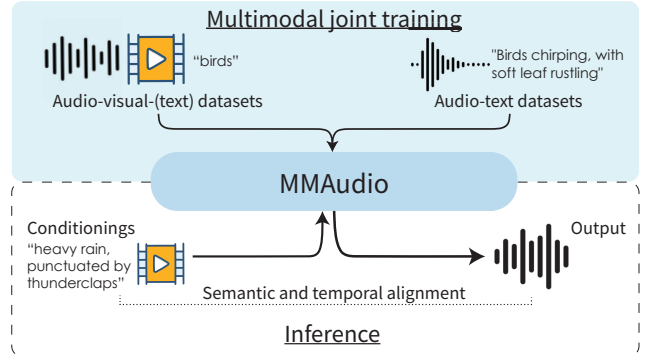 Multimodal joint training
“birds”
"Birds chirping, with
soft leaf rustling"
Audio-visual-(text) datasets
Audio-text datasets
MMAudio
Conditionings
“heavy rain,
punctuated by
thunderclaps”
Output
Semantic and temporal alignment
Inference